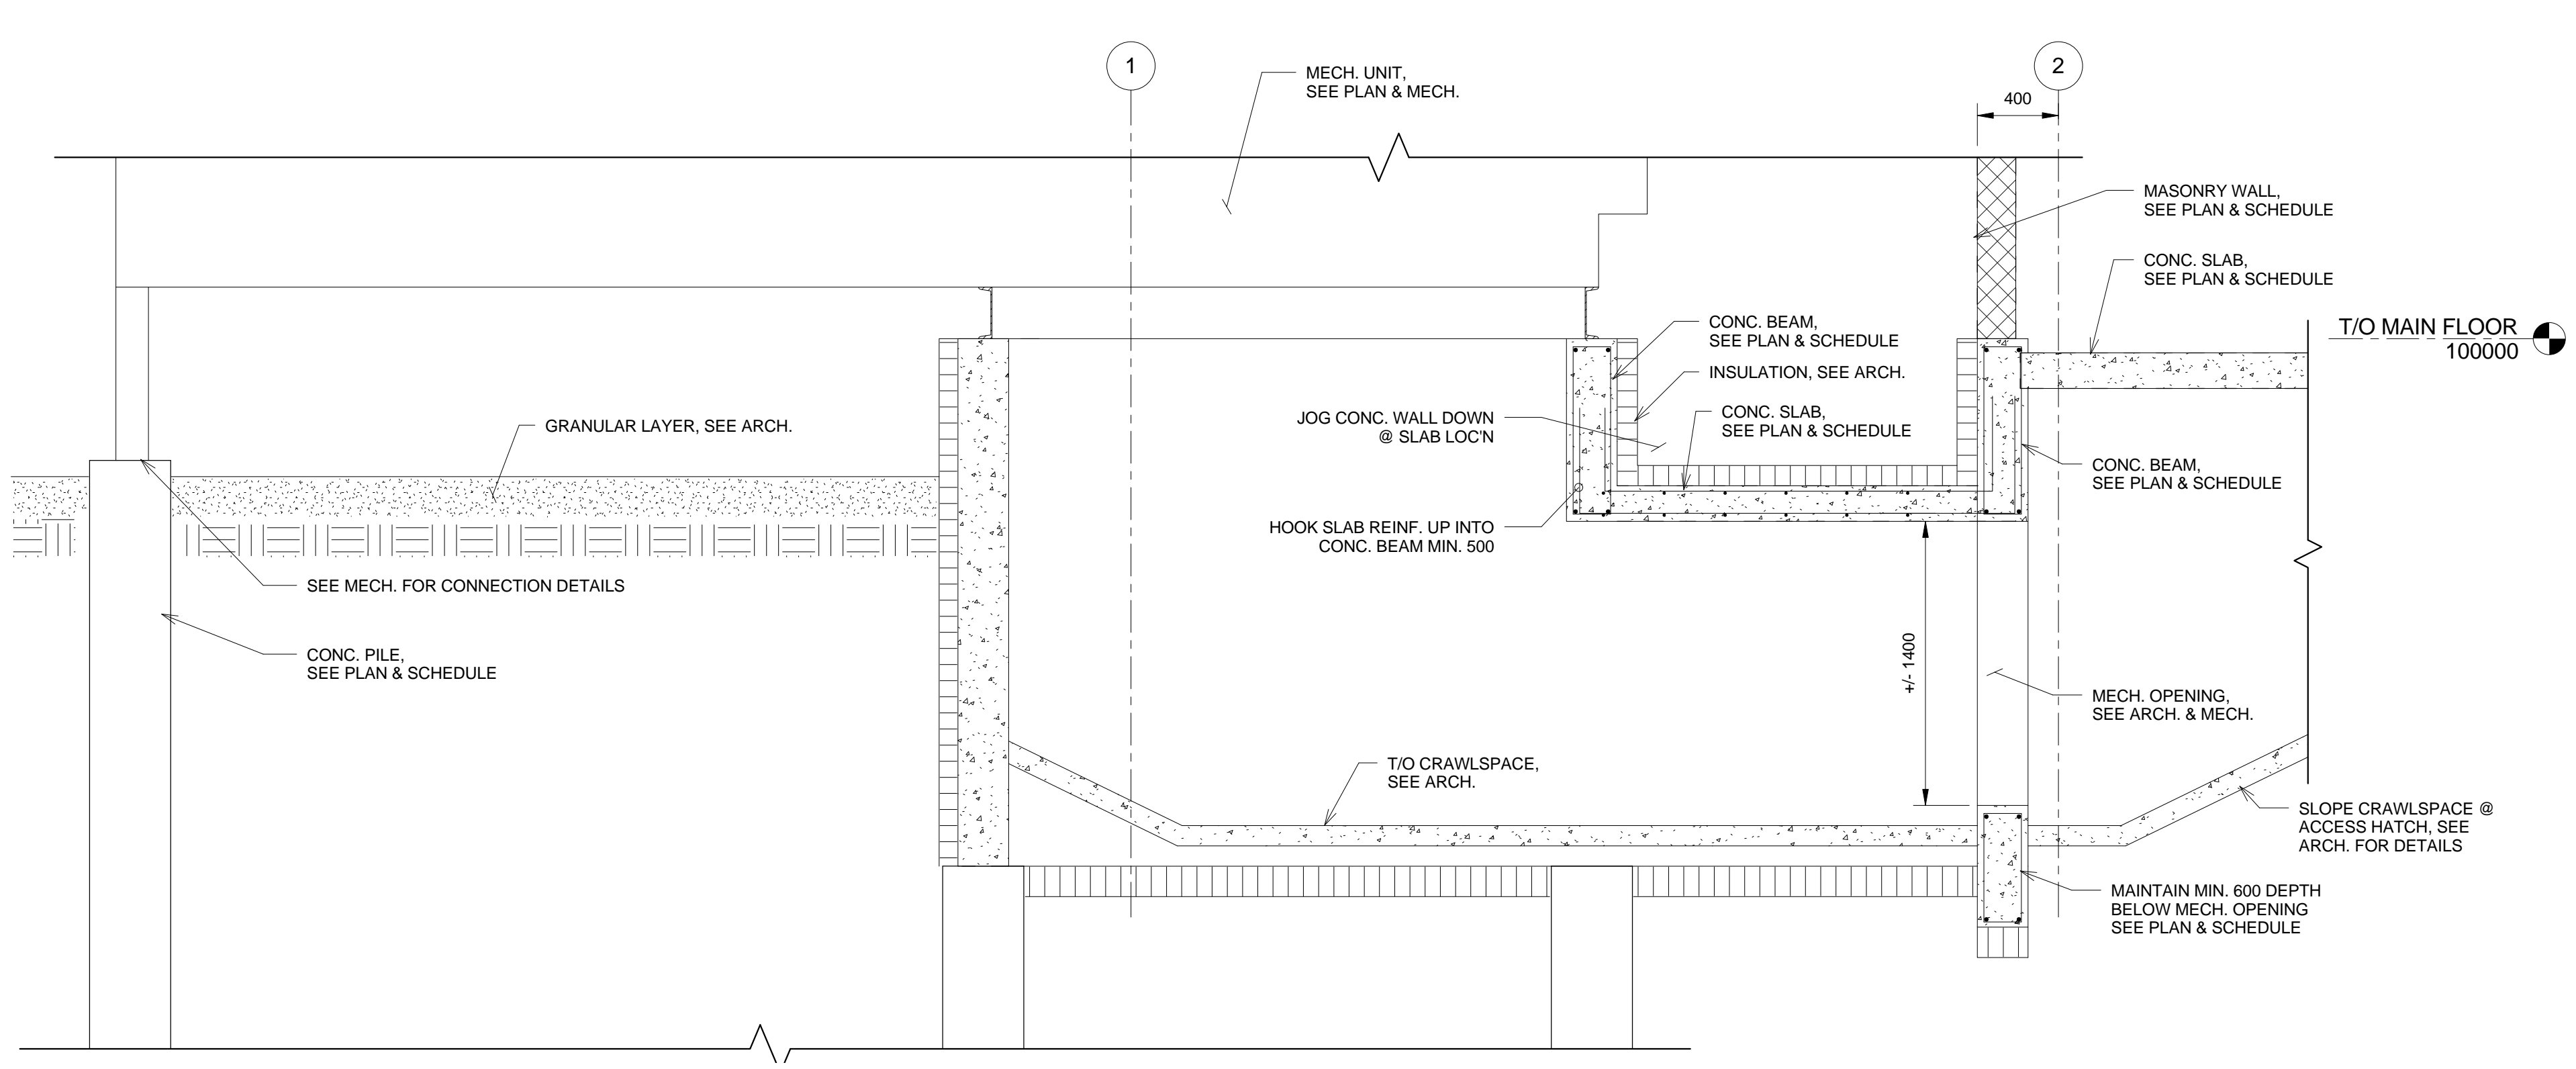 1
2
MECH. UNIT,
SEE PLAN & MECH.
400
MASONRY WALL,
SEE PLAN & SCHEDULE
CONC. SLAB,
SEE PLAN & SCHEDULE
T/O MAIN FLOOR
100000
CONC. BEAM,
SEE PLAN & SCHEDULE
INSULATION, SEE ARCH.
JOG CONC. WALL DOWN
@ SLAB LOC'N
CONC. SLAB,
SEE PLAN & SCHEDULE
GRANULAR LAYER, SEE ARCH.
CONC. BEAM,
SEE PLAN & SCHEDULE
HOOK SLAB REINF. UP INTO
CONC. BEAM MIN. 500
SEE MECH. FOR CONNECTION DETAILS
CONC. PILE,
SEE PLAN & SCHEDULE
+/- 1400
MECH. OPENING,
SEE ARCH. & MECH.
T/O CRAWLSPACE,
SEE ARCH.
SLOPE CRAWLSPACE @
ACCESS HATCH, SEE
ARCH. FOR DETAILS
MAINTAIN MIN. 600 DEPTH
BELOW MECH. OPENING
SEE PLAN & SCHEDULE